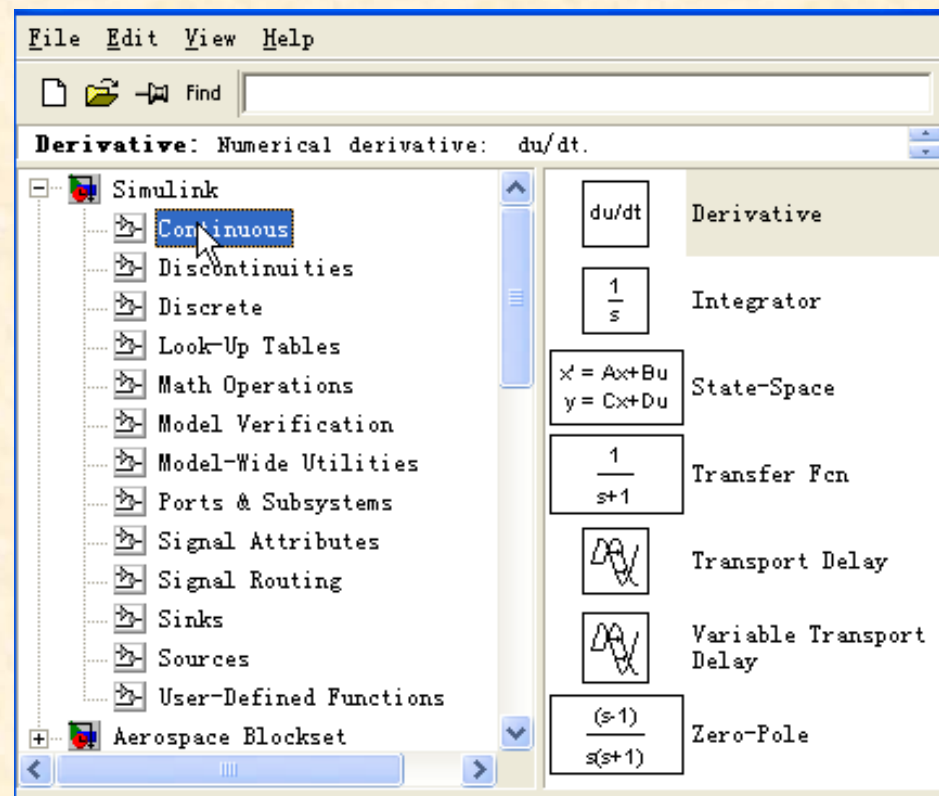 File Edit View Help
Find
Derivative: Numerical derivative: du/dt.
Simulink
Continuous
Discontinuities
Discrete
Look-Up Tables
Math Operations
Model Verification
Model-Wide Utilities
Ports & Subsystems
Signal Attributes
Signal Routing
Sinks
Sources
User-Defined Functions
Aerospace Blockset
du/dt Derivative
1
s
Integrator
x' = Ax+Bu
y = Cx+Du
State-Space
1
s+1
Transfer Fcn
Transport Delay
Variable Transport
Delay
(s-1)
s(s+1)
Zero-Pole